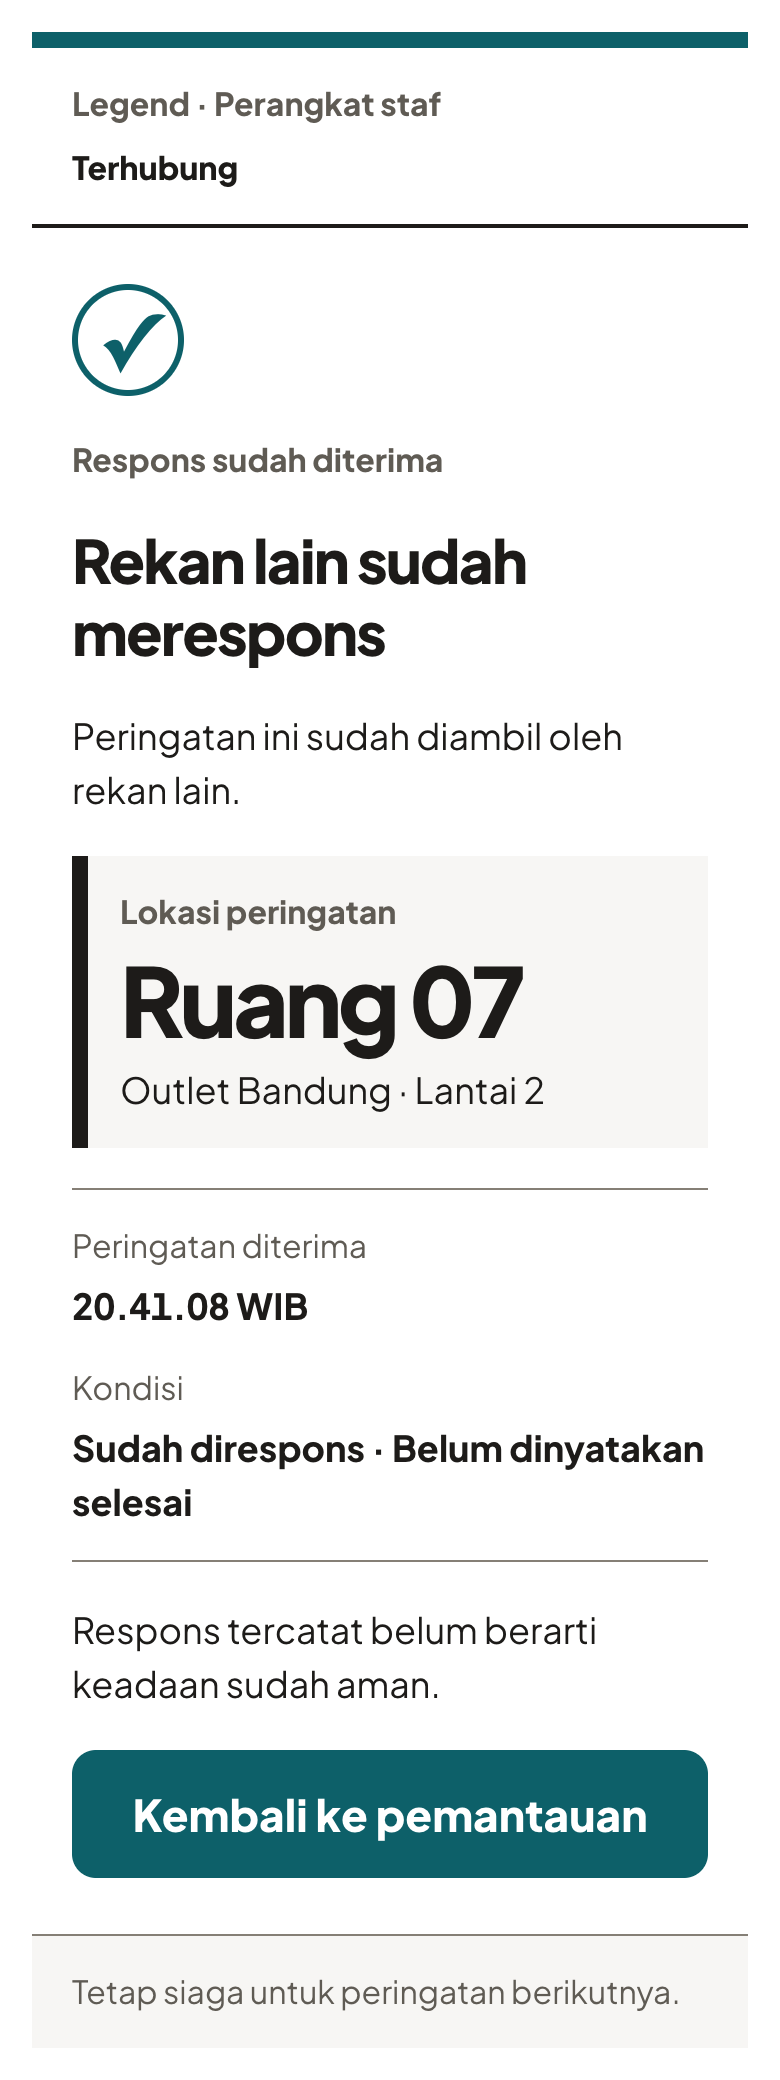 Legend · Perangkat staf
Terhubung
Respons sudah diterima
Rekan lain sudah
merespons
Peringatan ini sudah diambil oleh
rekan lain.
Lokasi peringatan
Ruang 07
Outlet Bandung · Lantai 2
Peringatan diterima
20.41.08 WIB
Kondisi
Sudah direspons · Belum dinyatakan
selesai
Respons tercatat belum berarti
keadaan sudah aman.
Kembali ke pemantauan
Tetap siaga untuk peringatan berikutnya.